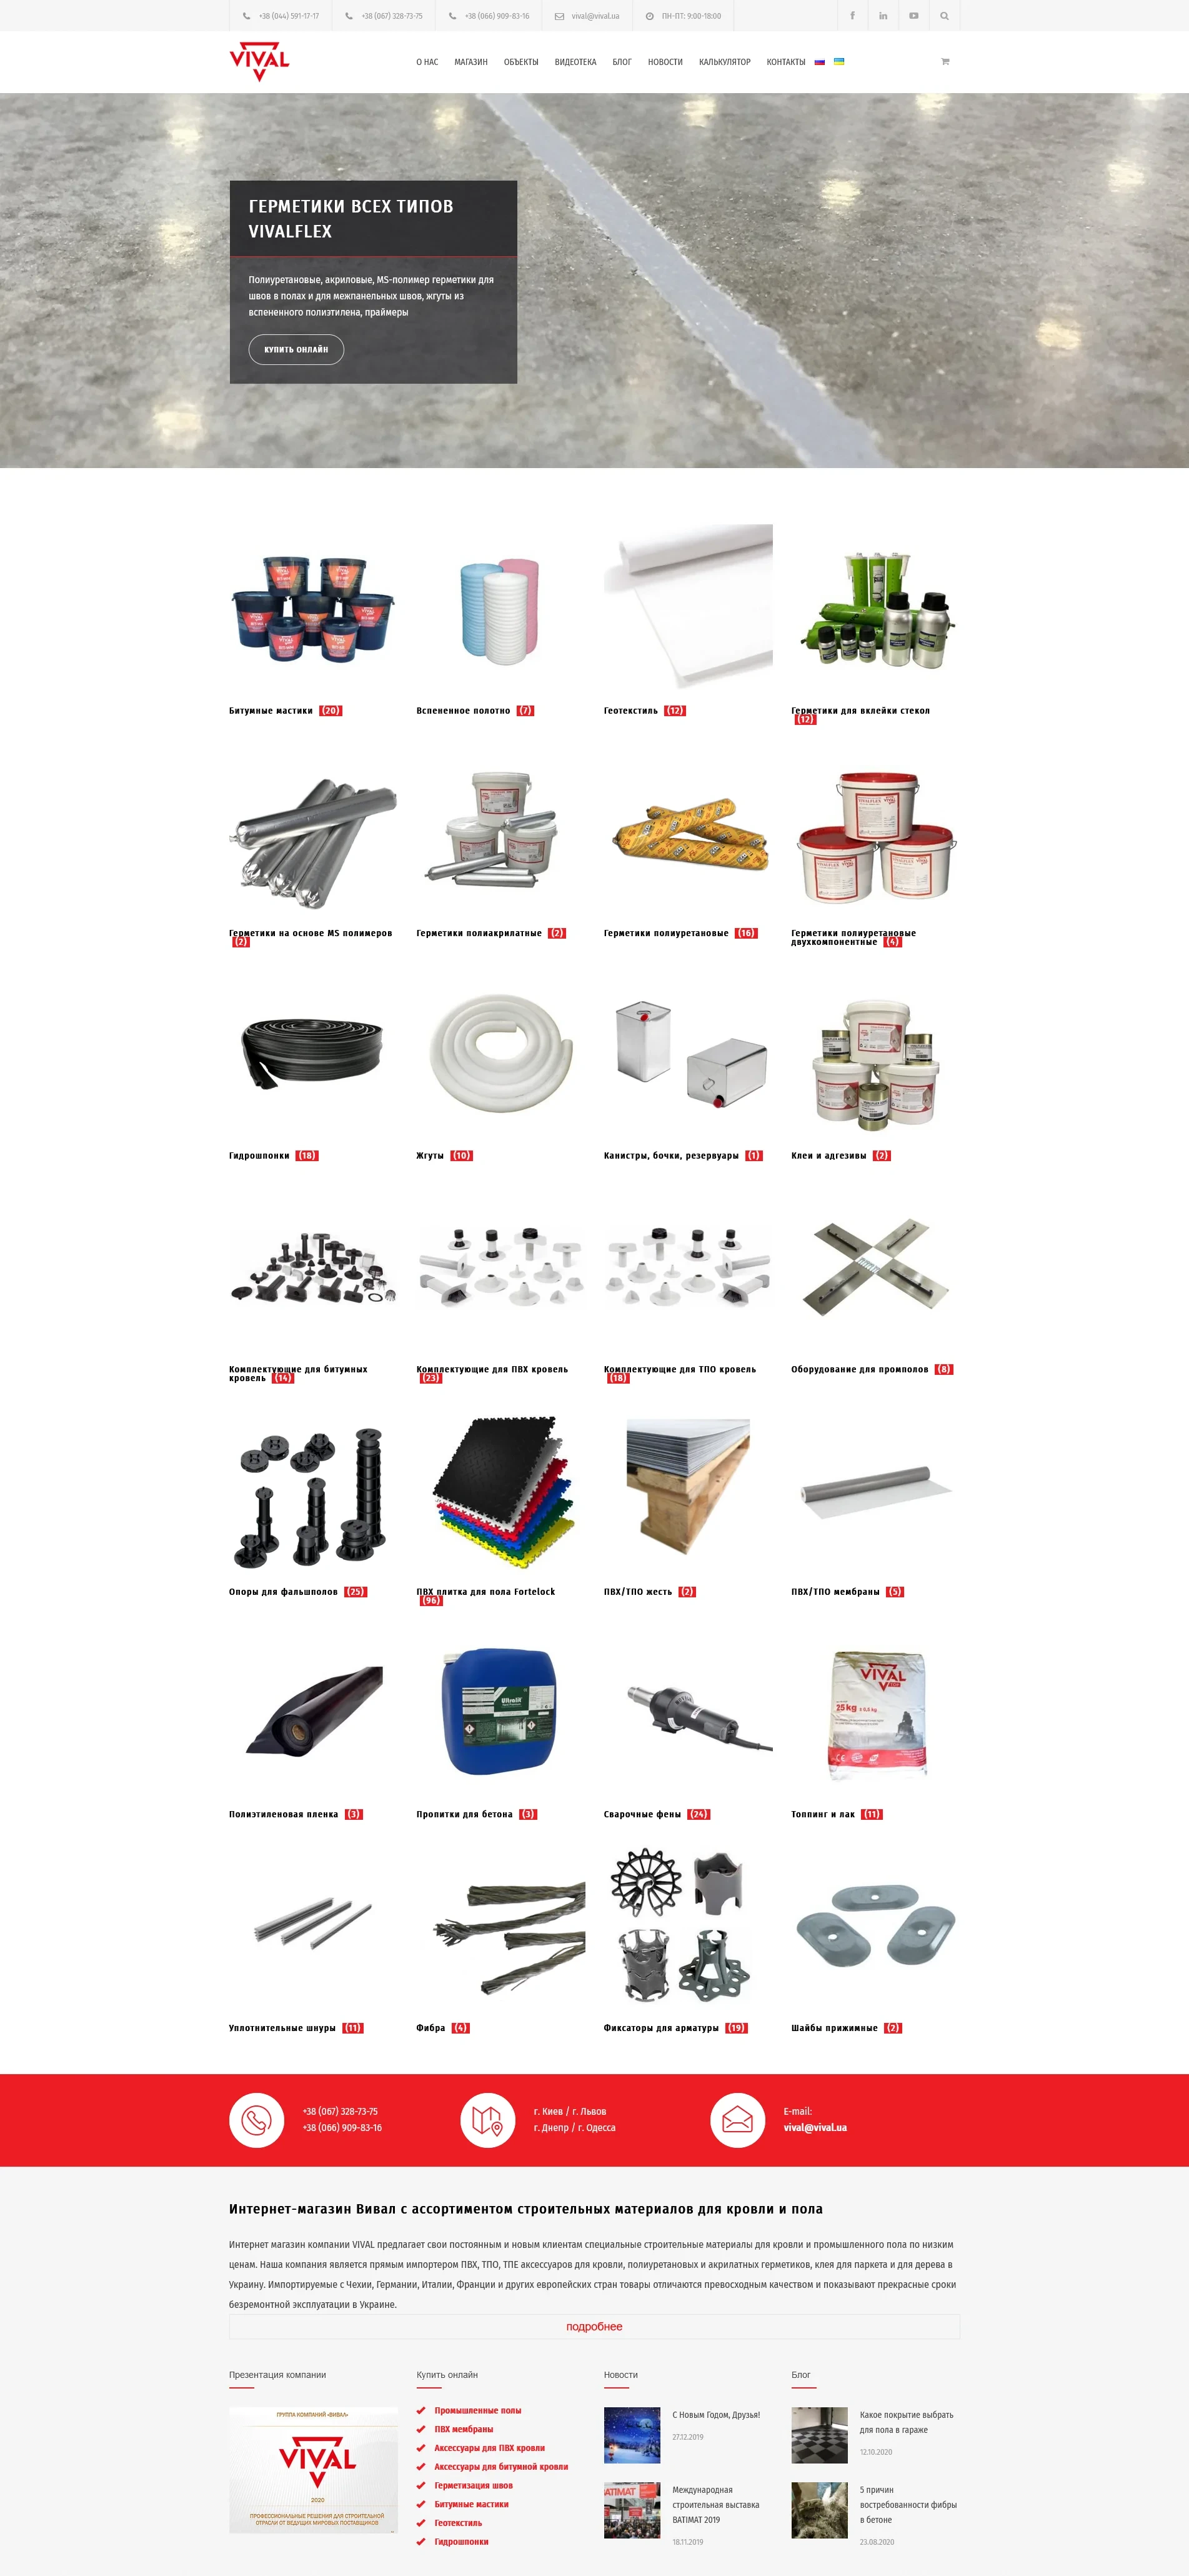 +38 (044) 591-17-17 +38 (067) 328-73-75 +38 (066) 909-83-16 vival@vival.ua ПН-ПТ: 9:00-18:00
VIVAL
О НАС МАГАЗИН ОБЪЕКТЫ ВИДЕОТЕКА БЛОГ НОВОСТИ КАЛЬКУЛЯТОР КОНТАКТЫ
ГЕРМЕТИКИ ВСЕХ ТИПОВ
VIVALFLEX
Полиуретановые, акриловые, MS-полимер герметики для
швов в полах и для межпанельных швов, жгуты из
вспененного полиэтилена, праймеры
КУПИТЬ ОНЛАЙН
Битумные мастики (20)
Вспененное полотно (7)
Геотекстиль (12)
Герметики для вклейки стекол
(12)
Герметики на основе MS полимеров
(2)
Герметики полиакрилатные (2)
Герметики полиуретановые (16)
Герметики полиуретановые
двухкомпонентные (4)
Гидрошпонки (18)
Жгуты (10)
Канистры, бочки, резервуары (1)
Клеи и адгезивы (2)
Комплектующие для битумных
кровель (14)
Комплектующие для ПВХ кровель
(23)
Комплектующие для ТПО кровель
(18)
Оборудование для промполов (8)
Опоры для фальшполов (25)
ПВХ плитка для пола Fortelock
(96)
ПВХ/ТПО жесть (2)
ПВХ/ТПО мембраны (5)
Ultralit
VIVAL
25kg ± 0,5 kg
Полиэтиленовая пленка (3)
Пропитки для бетона (3)
Сварочные фены (24)
Топпинг и лак (11)
Уплотнительные шнуры (11)
Фибра (4)
Фиксаторы для арматуры (19)
Шайбы прижимные (2)
+38 (067) 328-73-75
+38 (066) 909-83-16
г. Киев / г. Львов
г. Днепр / г. Одесса
E-mail:
vival@vival.ua
Интернет-магазин Вивал с ассортиментом строительных материалов для кровли и пола
Интернет магазин компании VIVAL предлагает свои постоянным и новым клиентам специальные строительные материалы для кровли и промышленного пола по низким
ценам. Наша компания является прямым импортером ПВХ, ТПО, ТПЕ аксессуаров для кровли, полиуретановых и акрилатных герметиков, клея для паркета и для дерева в
Украину. Импортируемые с Чехии, Германии, Италии, Франции и других европейских стран товары отличаются превосходным качеством и показывают прекрасные сроки
безремонтной эксплуатации в Украине.
подробнее
Презентация компании
ГРУППА КОМПАНИЙ «ВИВАЛ»
VIVAL
2020
ПРОФЕССИОНАЛЬНЫЕ РЕШЕНИЯ ДЛЯ СТРОИТЕЛЬНОЙ
ОТРАСЛИ ОТ ВЕДУЩИХ МИРОВЫХ ПОСТАВЩИКОВ
Купить онлайн
Промышленные полы
ПВХ мембраны
Аксессуары для ПВХ кровли
Аксессуары для битумной кровли
Герметизация швов
Битумные мастики
Геотекстиль
Гидрошпонки
Новости
С Новым Годом, Друзья!
27.12.2019
Международная
строительная выставка
BATIMAT 2019
18.11.2019
Блог
Какое покрытие выбрать
для пола в гараже
12.10.2020
5 причин
востребованности фибры
в бетоне
23.08.2020